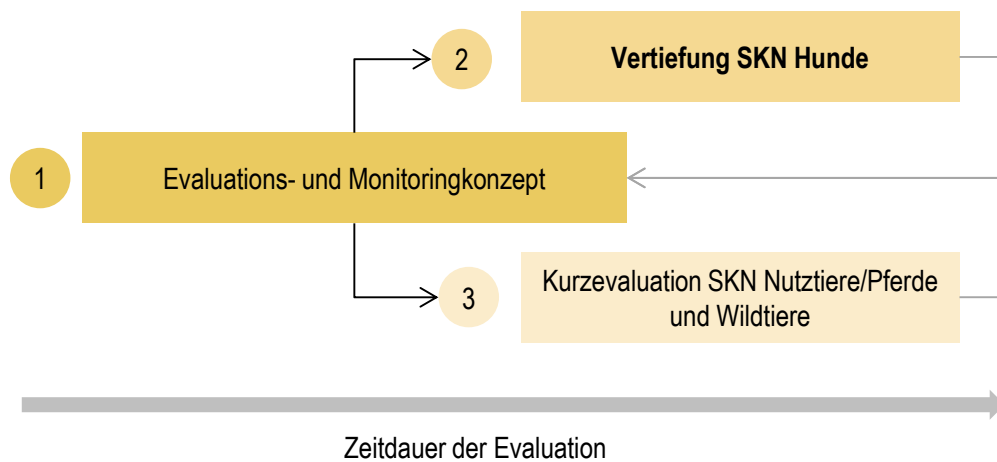 2
Vertiefung SKN Hunde
1
Evaluations- und Monitoringkonzept
3
Kurzevaluation SKN Nutztiere/Pferde
und Wildtiere
Zeitdauer der Evaluation